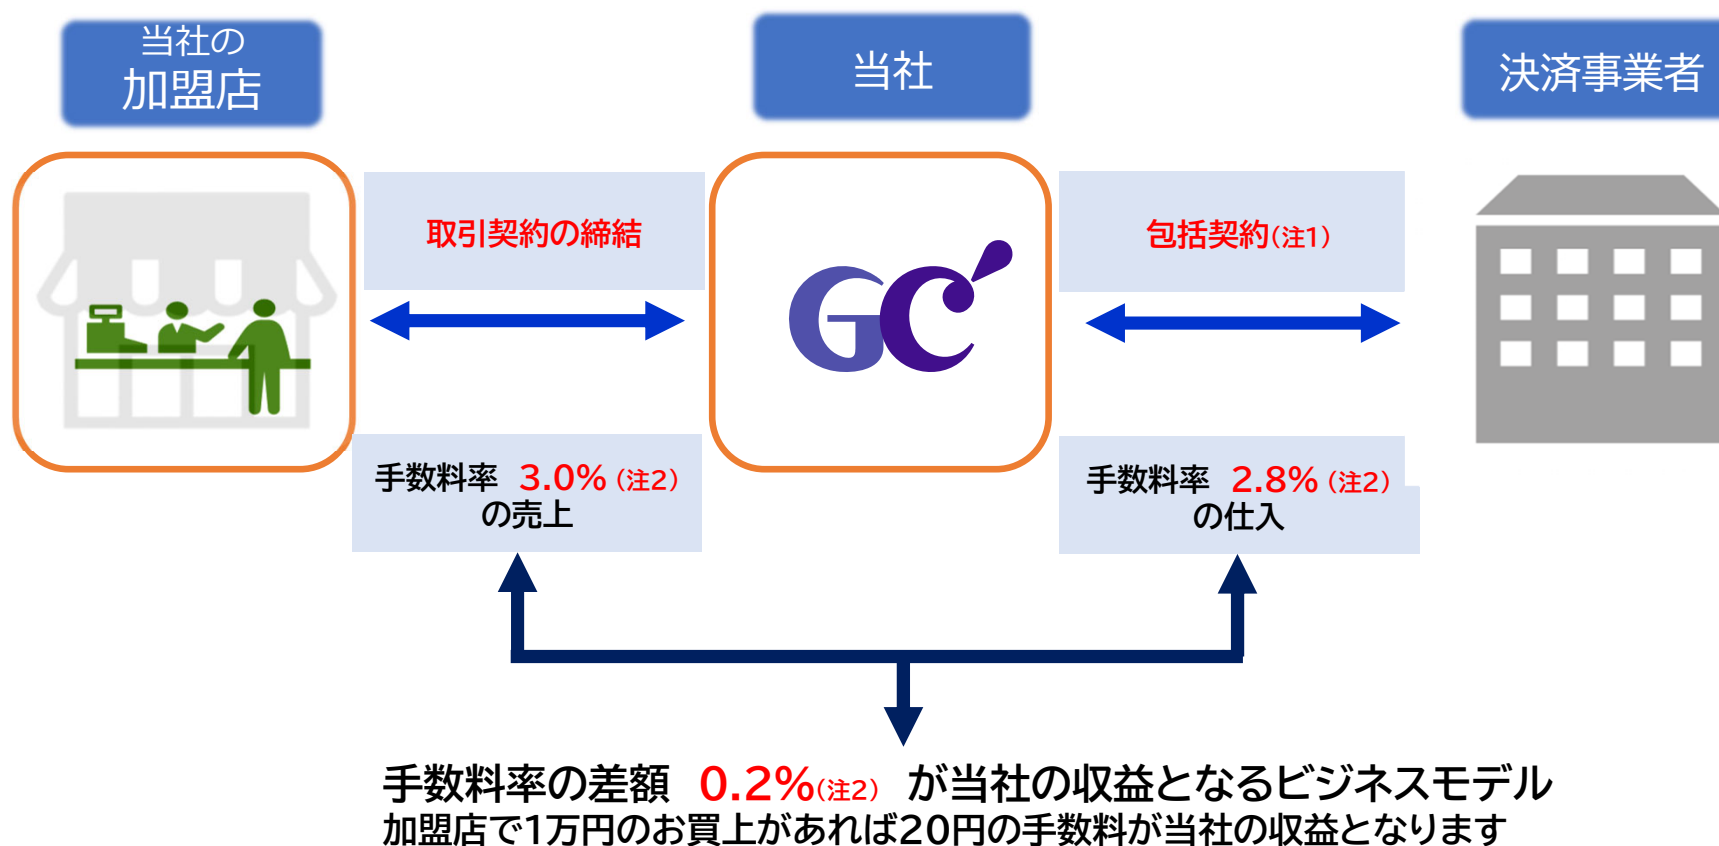 当社の
加盟店
当社
決済事業者
取引契約の締結
包括契約(注1)
GC
手数料率 3.0% (注2)
の売上
手数料率 2.8% (注2)
の仕入
手数料率の差額 0.2%(注2) が当社の収益となるビジネスモデル
加盟店で1万円のお買上があれば20円の手数料が当社の収益となります